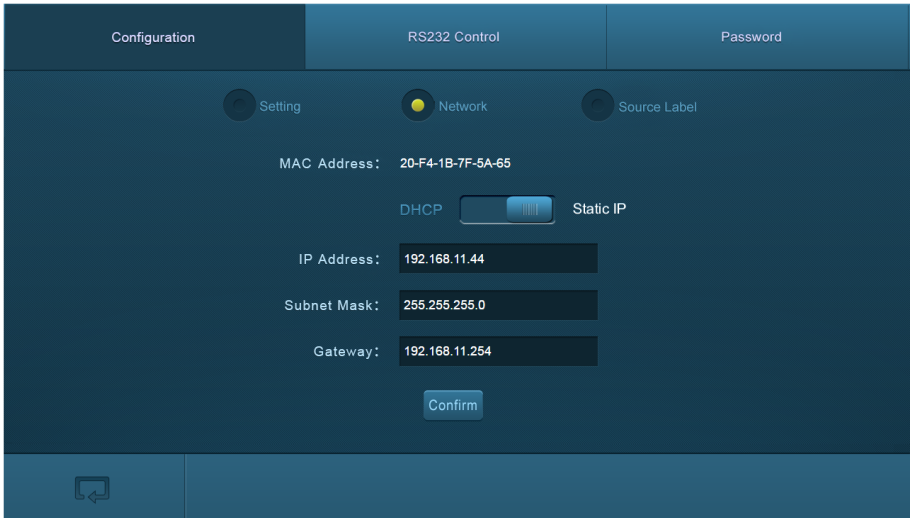 Configuration RS232 Control Password
Setting Network Source Label
MAC Address: 20-F4-1B-7F-5A-65
DHCP Static IP
IP Address: 192.168.11.44
Subnet Mask: 255.255.255.0
Gateway: 192.168.11.254
Confirm